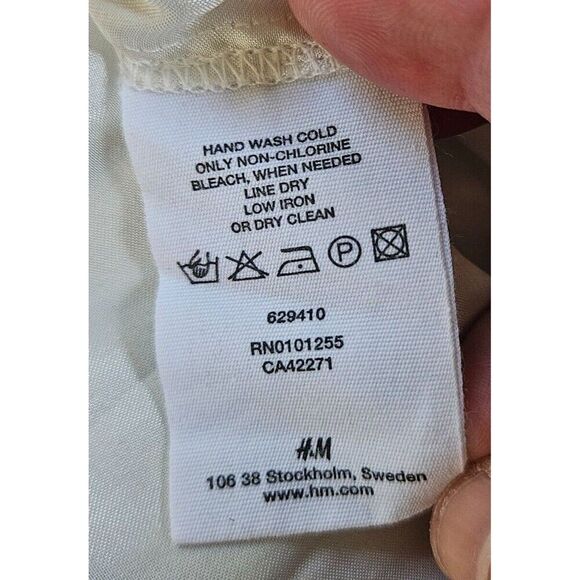 HAND WASH COLD
ONLY NON-CHLORINE
BLEACH, WHEN NEEDED
LINE DRY
LOW IRON
OR DRY CLEAN
P
629410
RN0101255
CA42271
H&M
106 38 Stockholm, Sweden
www.hm.com